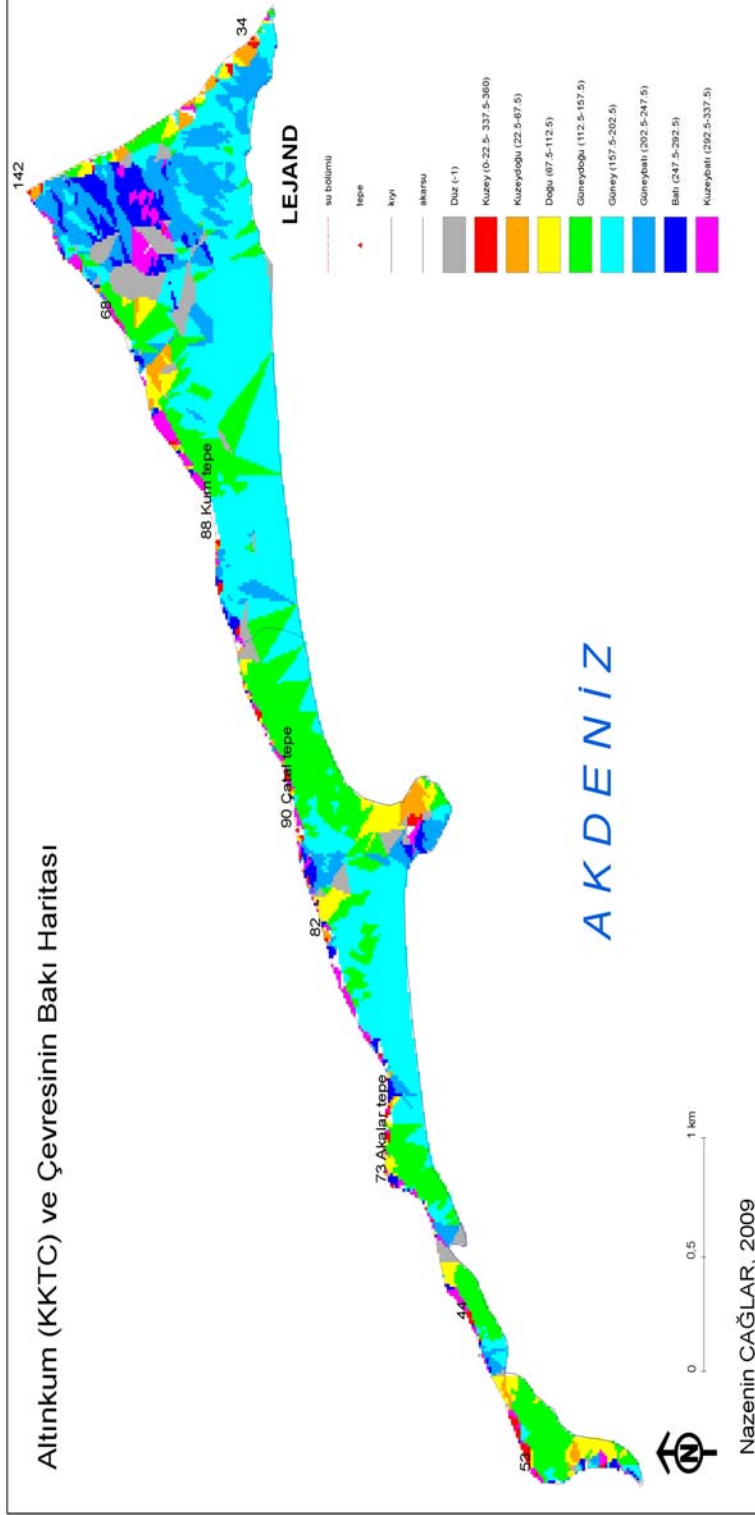 Altınkum (KKTC) ve Çevresinin Bakı Haritası
142
34
68
88 Kum tepe
90 Çatal tepe
82
73 Akalar tepe
44
53
LEJAND
su bölümü
tepe
kıyı
akarsu
Düz (-1)
Kuzey (0-22.5- 337.5-360)
Kuzeydoğu (22.5-67.5)
Doğu (67.5-112.5)
Güneydoğu (112.5-157.5)
Güney (157.5-202.5)
Güneybatı (202.5-247.5)
Batı (247.5-292.5)
Kuzeybatı (292.5-337.5)
AKDENİZ
0 0,5 1 km
N
Nazenin CAĞLAR, 2009